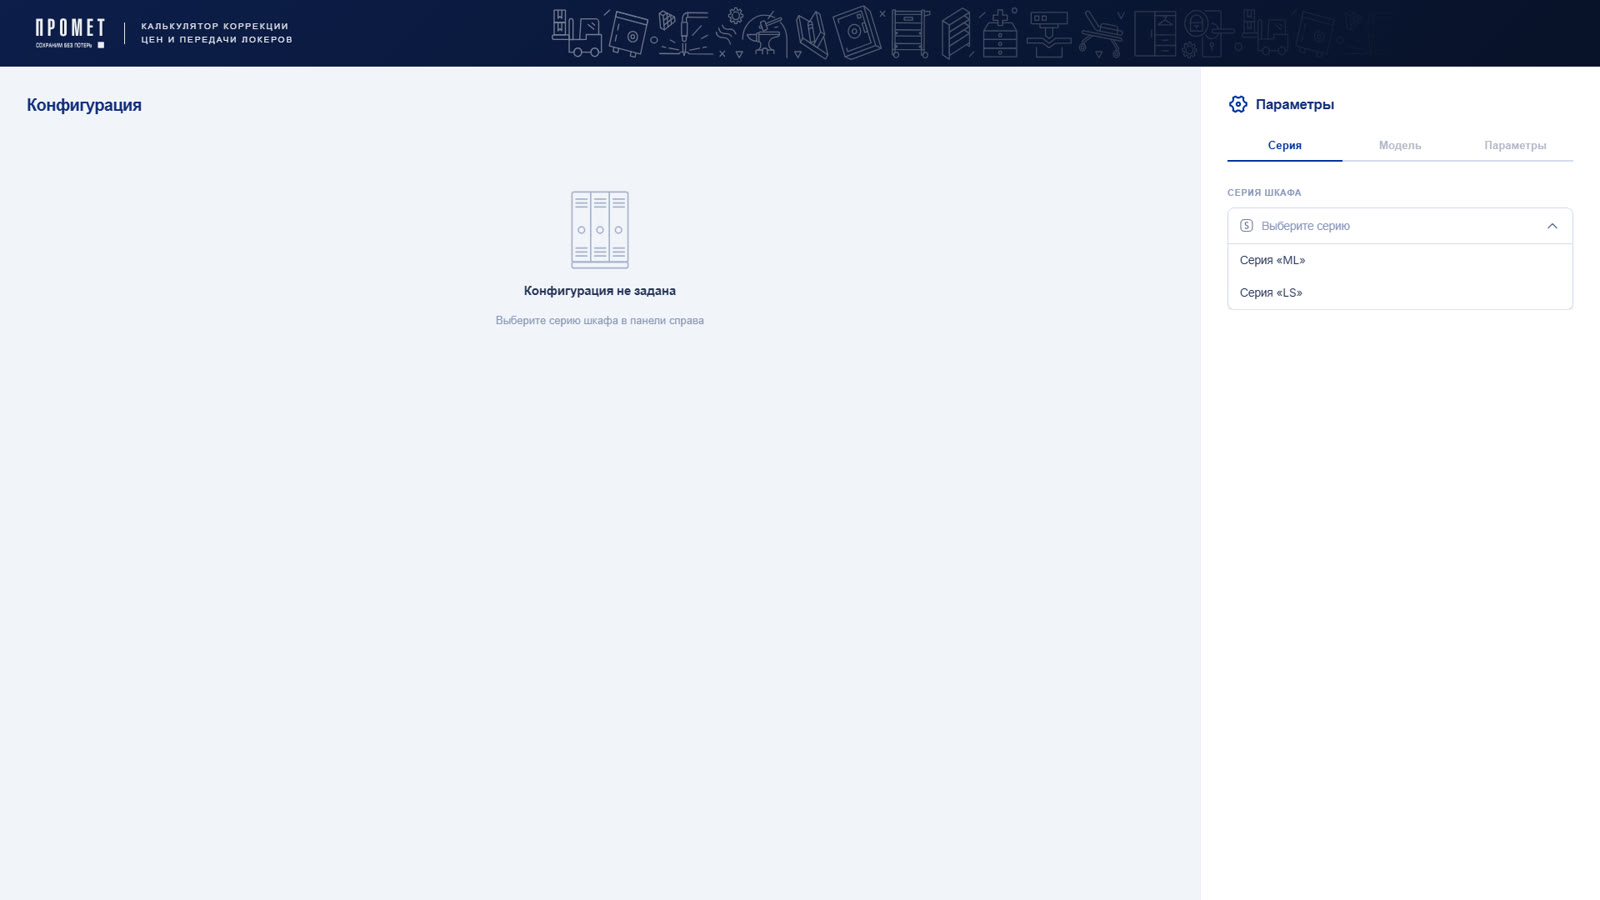 ПРОМЕТ
СОХРАНИМ БЕЗ ПОТЕРЬ
КАЛЬКУЛЯТОР КОРРЕКЦИИ
ЦЕН И ПЕРЕДАЧИ ЛОКЕРОВ
Конфигурация
Конфигурация не задана
Выберите серию шкафа в панели справа
Параметры
Серия Модель Параметры
СЕРИЯ ШКАФА
S Выберите серию
Серия «ML»
Серия «LS»